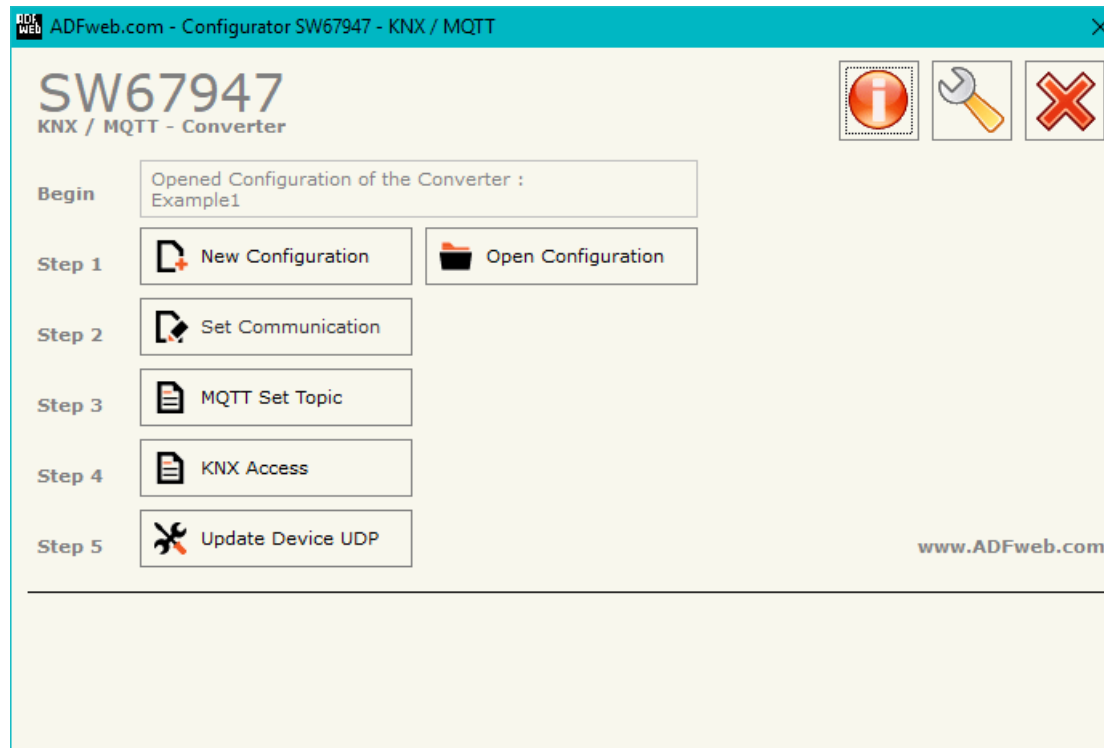 ADF
WEB
ADFweb.com - Configurator SW67947 - KNX / MQTT
SW67947
KNX / MQTT - Converter
Begin
Opened Configuration of the Converter :
Example1
Step 1
New Configuration
Open Configuration
Step 2
Set Communication
Step 3
MQTT Set Topic
Step 4
KNX Access
Step 5
Update Device UDP
www.ADFweb.com